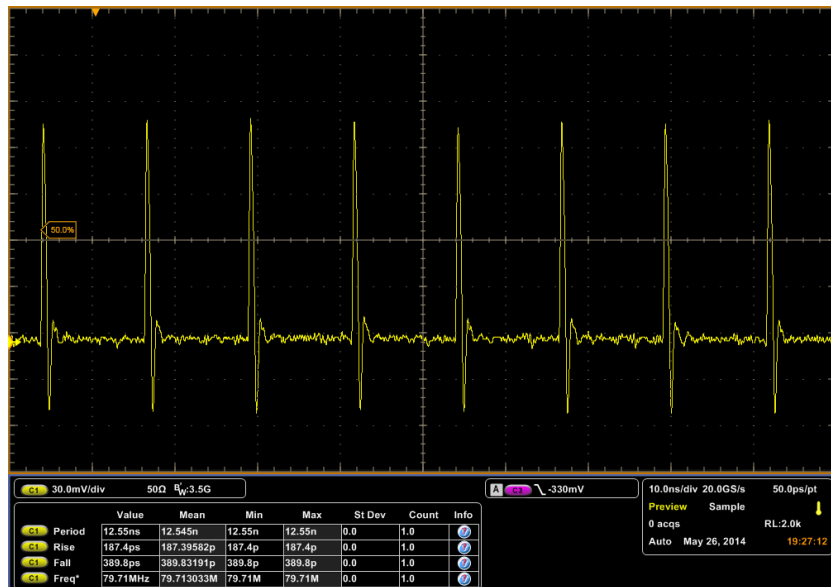 50.0%
C1 30.0mV/div 50Ω BW:3.5G
A C3 -330mV
10.0ns/div 20.0GS/s 50.0ps/pt
Preview Sample
0 acqs RL:2.0k
Auto May 26, 2014 19:27:12
Value Mean Min Max St Dev Count Info
C1 Period 12.55ns 12.545n 12.55n 12.55n 0.0 1.0
C1 Rise 187.4ps 187.39582p 187.4p 187.4p 0.0 1.0
C1 Fall 389.8ps 389.83191p 389.8p 389.8p 0.0 1.0
C1 Freq* 79.71MHz 79.713033M 79.71M 79.71M 0.0 1.0